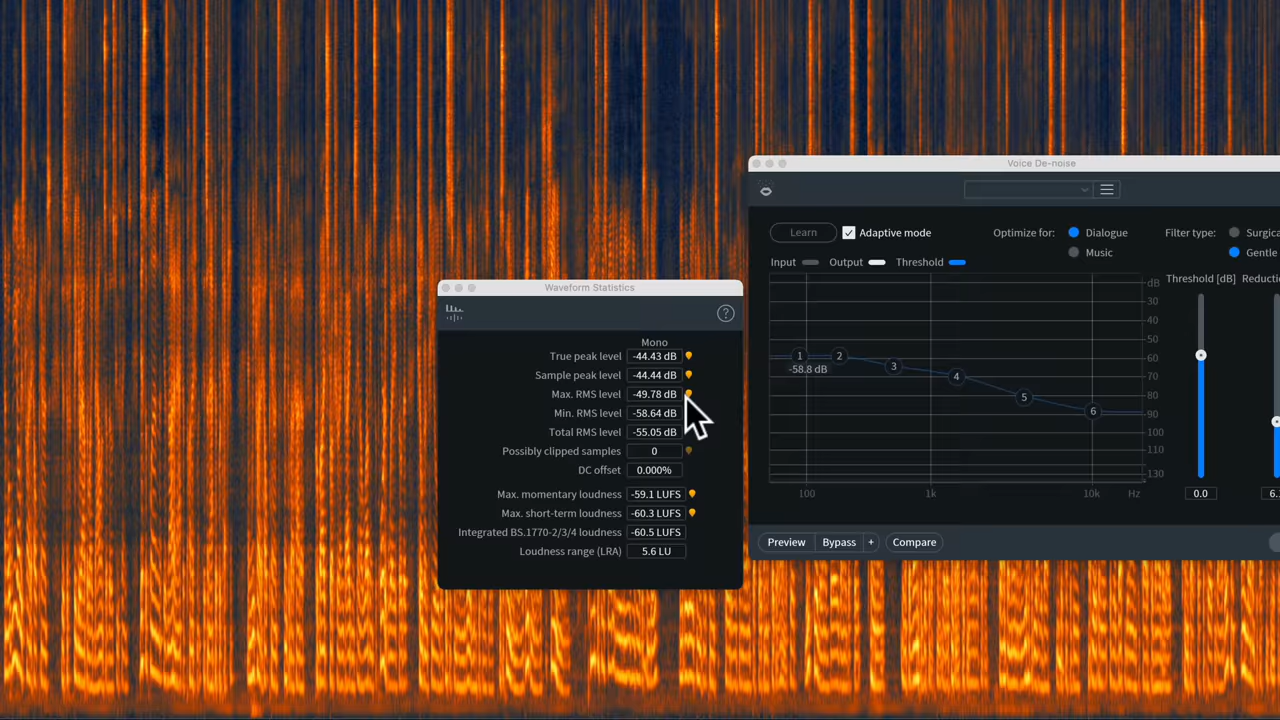 Voice De-noise
Learn
Adaptive mode
Optimize for:
Dialogue
Music
Filter type:
Surgica
Gentle
Input
Output
Threshold
Threshold [dB]
Reductio
dB
30
40
50
60
70
80
90
100
110
130
1
2
3
4
5
6
-58.8 dB
100
1k
10k
Hz
0.0
6.
Preview
Bypass
+
Compare
Waveform Statistics
?
Mono
True peak level -44.43 dB
Sample peak level -44.44 dB
Max. RMS level -49.78 dB
Min. RMS level -58.64 dB
Total RMS level -55.05 dB
Possibly clipped samples 0
DC offset 0.000%
Max. momentary loudness -59.1 LUFS
Max. short-term loudness -60.3 LUFS
Integrated BS.1770-2/3/4 loudness -60.5 LUFS
Loudness range (LRA) 5.6 LU